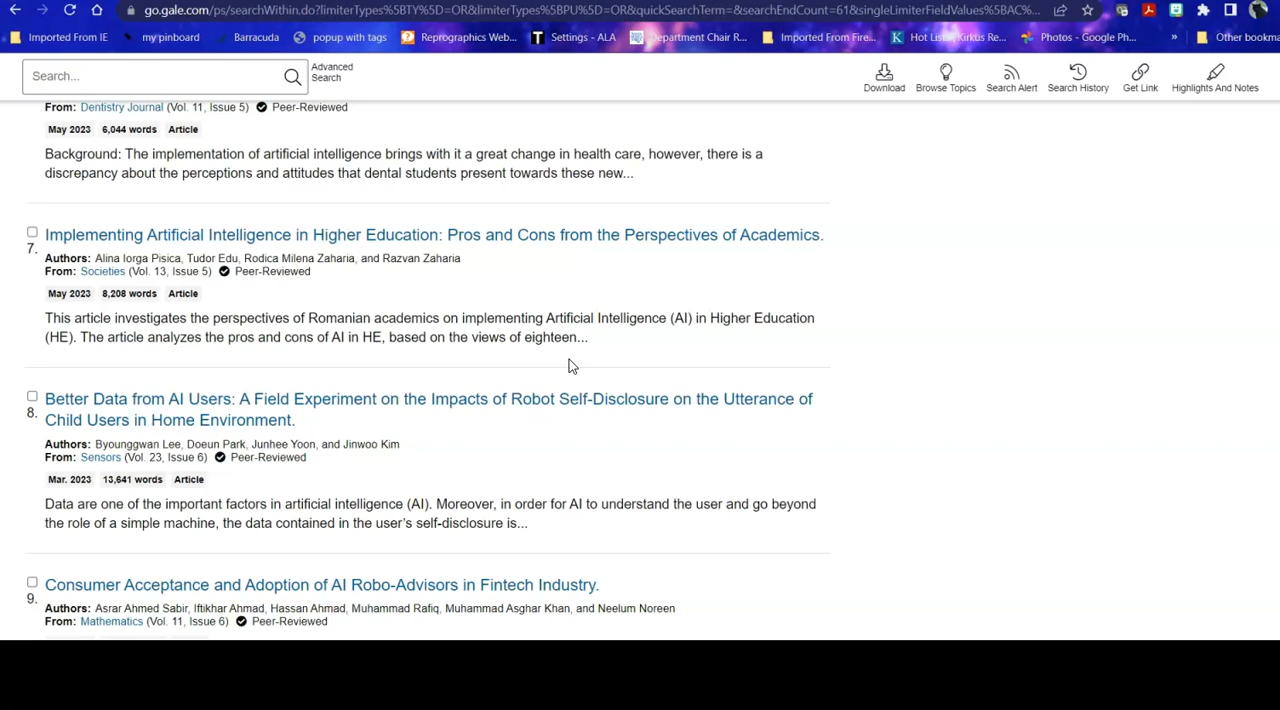 go.gale.com/ps/searchWithin.do?limiterTypes%5BTY%5D=OR&limiterTypes%5BPU%5D=OR&quickSearchTerm=&searchEndCount=61&singleLimiterFieldValues%5BAC%...
Imported From IE my pinboard Barracuda popup with tags Reprographics Web... Settings - ALA Department Chair R... Imported From Fire... Hot List Kirkus Re... Photos - Google Ph... » Other bookma
Search...
Advanced
Search
Download Browse Topics Search Alert Search History Get Link Highlights And Notes
From: Dentistry Journal (Vol. 11, Issue 5) Peer-Reviewed
May 2023 6,044 words Article
Background: The implementation of artificial intelligence brings with it a great change in health care, however, there is a
discrepancy about the perceptions and attitudes that dental students present towards these new...
7. Implementing Artificial Intelligence in Higher Education: Pros and Cons from the Perspectives of Academics.
Authors: Alina Iorga Pisica, Tudor Edu, Rodica Milena Zaharia, and Razvan Zaharia
From: Societies (Vol. 13, Issue 5) Peer-Reviewed
May 2023 8,208 words Article
This article investigates the perspectives of Romanian academics on implementing Artificial Intelligence (AI) in Higher Education
(HE). The article analyzes the pros and cons of AI in HE, based on the views of eighteen...
8. Better Data from AI Users: A Field Experiment on the Impacts of Robot Self-Disclosure on the Utterance of
Child Users in Home Environment.
Authors: Byounggwan Lee, Doeun Park, Junhee Yoon, and Jinwoo Kim
From: Sensors (Vol. 23, Issue 6) Peer-Reviewed
Mar. 2023 13,641 words Article
Data are one of the important factors in artificial intelligence (AI). Moreover, in order for AI to understand the user and go beyond
the role of a simple machine, the data contained in the user's self-disclosure is...
9. Consumer Acceptance and Adoption of AI Robo-Advisors in Fintech Industry.
Authors: Asrar Ahmed Sabir, Iftikhar Ahmad, Hassan Ahmad, Muhammad Rafiq, Muhammad Asghar Khan, and Neelum Noreen
From: Mathematics (Vol. 11, Issue 6) Peer-Reviewed